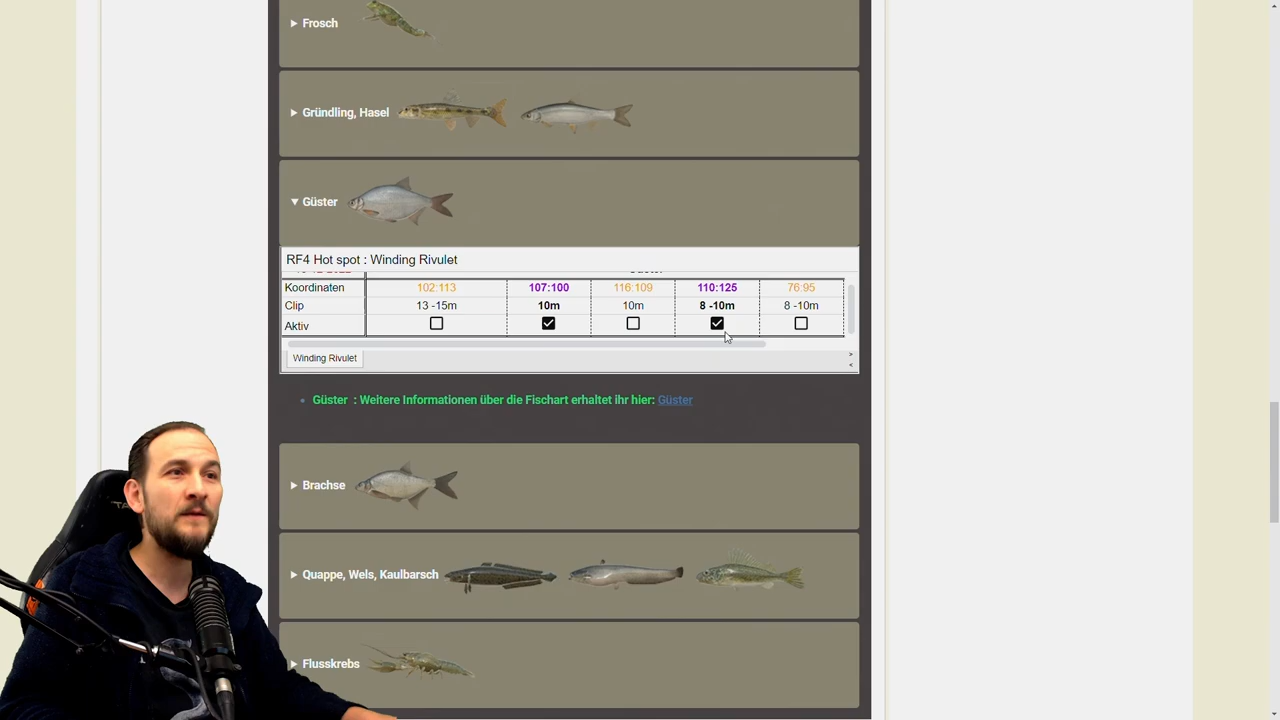 ▶ Frosch
▶ Gründling, Hasel
▼ Güster
RF4 Hot spot : Winding Rivulet
Koordinaten 102:113 107:100 116:109 110:125 76:95
Clip 13 -15m 10m 10m 8 -10m 8 -10m
Aktiv
Winding Rivulet
• Güster : Weitere Informationen über die Fischart erhaltet ihr hier: Güster
▶ Brachse
▶ Quappe, Wels, Kaulbarsch
▶ Flusskrebs